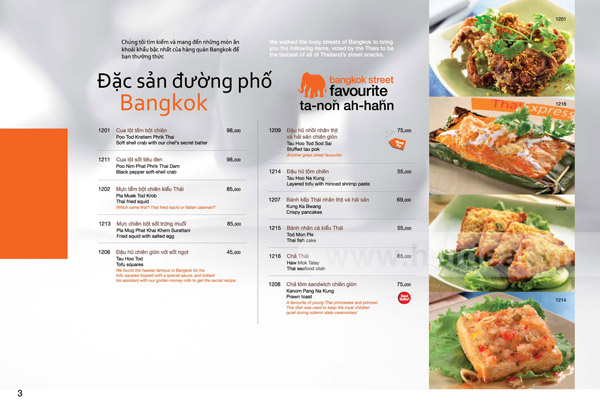 Chúng tôi tìm kiếm và mang đến những món ăn
khoái khẩu bậc nhất của hàng quán Bangkok để
bạn thưởng thức
We walked the busy streets of Bangkok to bring
you the following items, voted by the Thais to be
the tastiest of all of Thailand's street snacks.
Đặc sản đường phố
Bangkok
bangkok street
favourite
ta-noñ ah-hañn
1201 Cua lột tẩm bột chiên 98,000
Poo Tod Kratiem Phrik Thai
Soft shell crab with our chef's secret batter
1211 Cua lột sốt tiêu đen 98,000
Poo Nim Phat Phrik Thai Dam
Black pepper soft-shell crab
1202 Mực tẩm bột chiên kiểu Thái 85,000
Pla Muek Tod Krob
Thai fried squid
Which came first? Thai fried squid or Italian calamari?
1213 Mực chiên bột sốt trứng muối 85,000
Pla Mug Phat Khai Khem Surattani
Fried squid with salted egg
1206 Đậu hũ chiên giòn với sốt ngọt 45,000
Tau Hoo Tod
Tofu squares
We found the hawker famous in Bangkok for his
tofu squares topped with a special sauce, and bribed
his assistant with our golden money rolls to get the secret recipe.
1209 Đậu hũ nhồi nhân thịt 75,000
và hải sản chiên giòn
Tau Hoo Tod Sod Sai
Stuffed tau pok
Another great street favourite
1214 Đậu hũ tôm chiên 55,000
Tau Hoo Na Kung
Layered tofu with minced shrimp paste
1207 Bánh kếp Thái nhân thịt và hải sản 69,000
Kung Ka Bwang
Crispy pancakes
1215 Bánh nhân cá kiểu Thái 55,000
Tod Mon Pla
Thai fish cake
1216 Chả Thái 65,000
Haw Mok Talay
Thai seafood otah
1208 Chả tôm sandwich chiên giòn 75,000
Kanom Pang Na Kung
Prawn toast
A favourite of young Thai princesses and princes!
This dish was used to keep the royal children
quiet during solemn state ceremonies!
1201
1216
Thai express
1208
1214
3